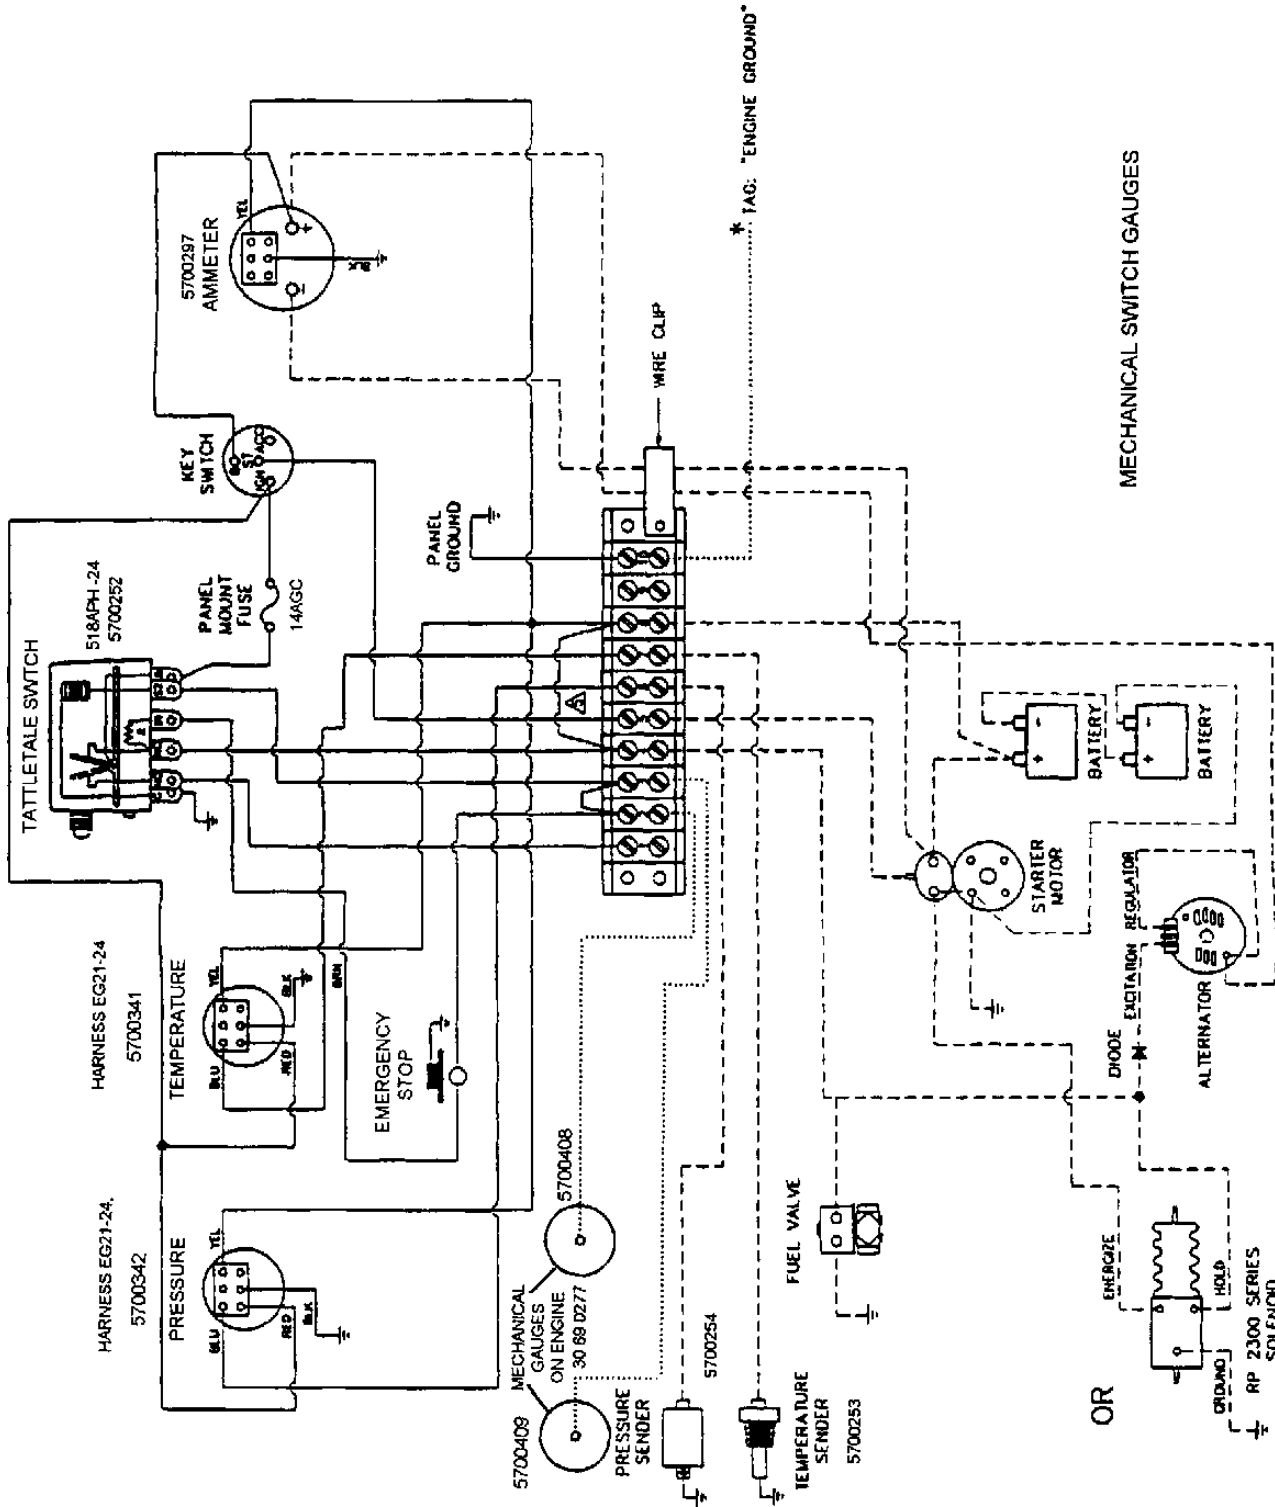 HARNESS EG21-24.
5700342
PRESSURE
BLU
YEL
RED
BLK
HARNESS EG21-24
5700341
TEMPERATURE
BLU
YEL
RED
BLK
TATTLETALE SWTCH
518APH-24
5700252
PANEL
MOUNT
FUSE
14AGC
KEY
SWITCH
B
ST
IGN
ACC
5700297
AMMETER
YEL
BLK
-
+
EMERGENCY
STOP
PANEL
GROUND
WIRE CLIP
* TAG: "ENGINE GROUND"
5700409
MECHANICAL
GAUGES
ON ENGINE
30 69 0277
5700408
PRESSURE
SENDER
5700254
TEMPERATURE
SENDER
5700253
FUEL VALVE
STARTER
MOTOR
- +
BATTERY
- +
BATTERY
DIODE
EXCITATION
REGULATOR
ALTERNATOR
OR
ENERGIZE
HOLD
GROUND
RP 2300 SERIES
SOLENOID
MECHANICAL SWITCH GAUGES